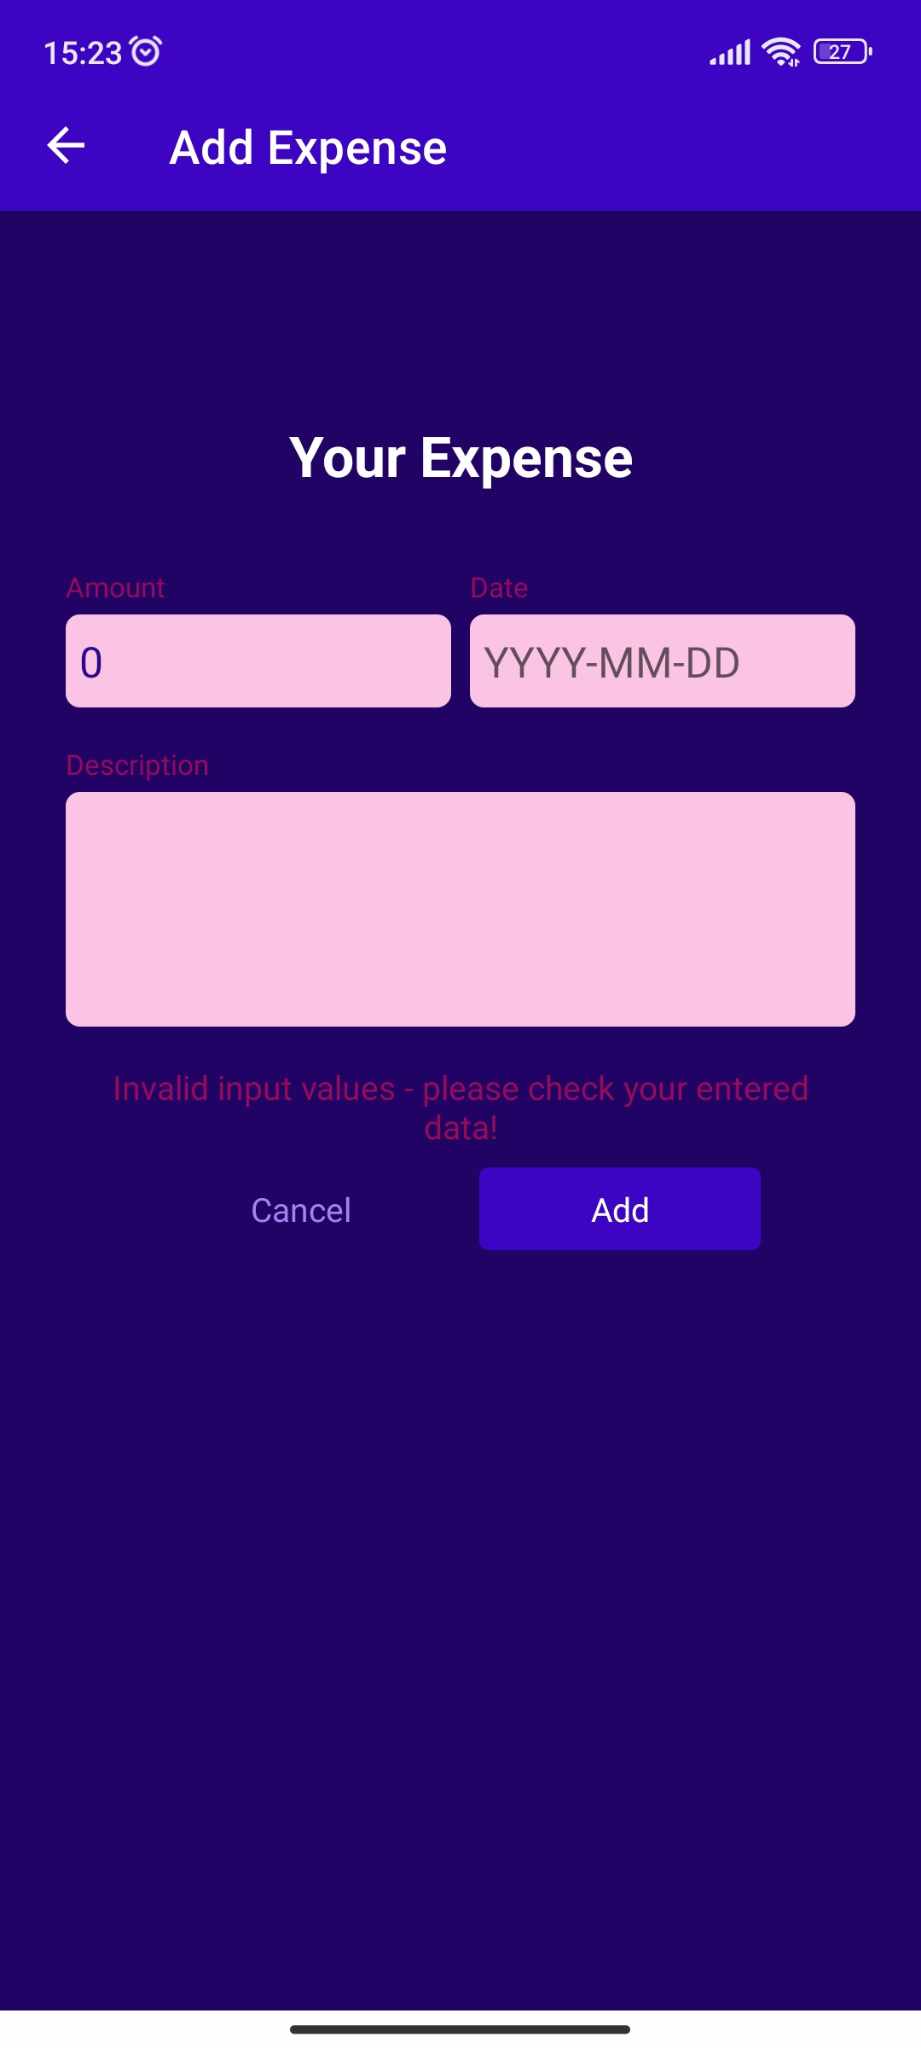 15:23
27
Add Expense
Your Expense
Amount
Date
0
YYYY-MM-DD
Description
Invalid input values - please check your entered
data!
Cancel
Add